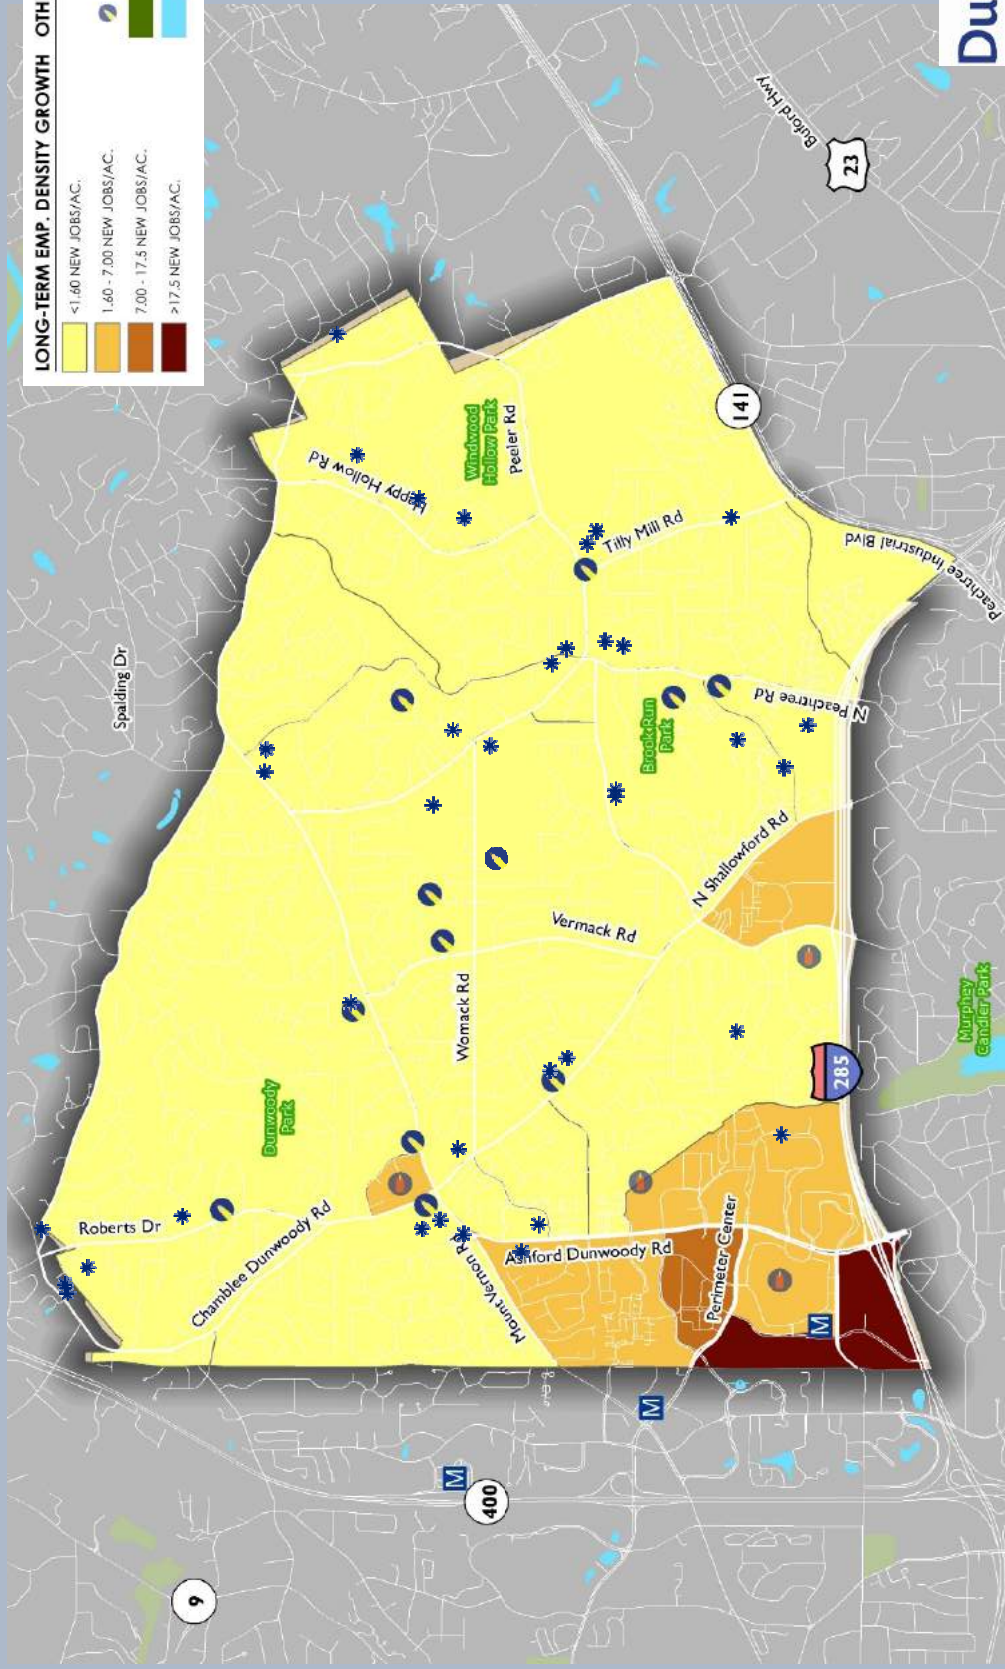 LONG-TERM EMP. DENSITY GROWTH OTH
<1.60 NEW JOBS/AC.
1.60 - 7.00 NEW JOBS/AC.
7.00 - 17.5 NEW JOBS/AC.
>17.5 NEW JOBS/AC.
Du
Buford Hwy
23
141
Peachtree Industrial Blvd
Tilly Mill Rd
Peeler Rd
Windwood
Hollow Park
Happy Hollow Rd
Spalding Dr
N Peachtree Rd
Brook Run
Park
N Shallowford Rd
Vermack Rd
Womack Rd
Dunwoody
Park
Murphey
Candler Park
285
Roberts Dr
Chamblee Dunwoody Rd
Mount Vernon R
Ashford Dunwoody Rd
Perimeter Center
M
M
M
400
9